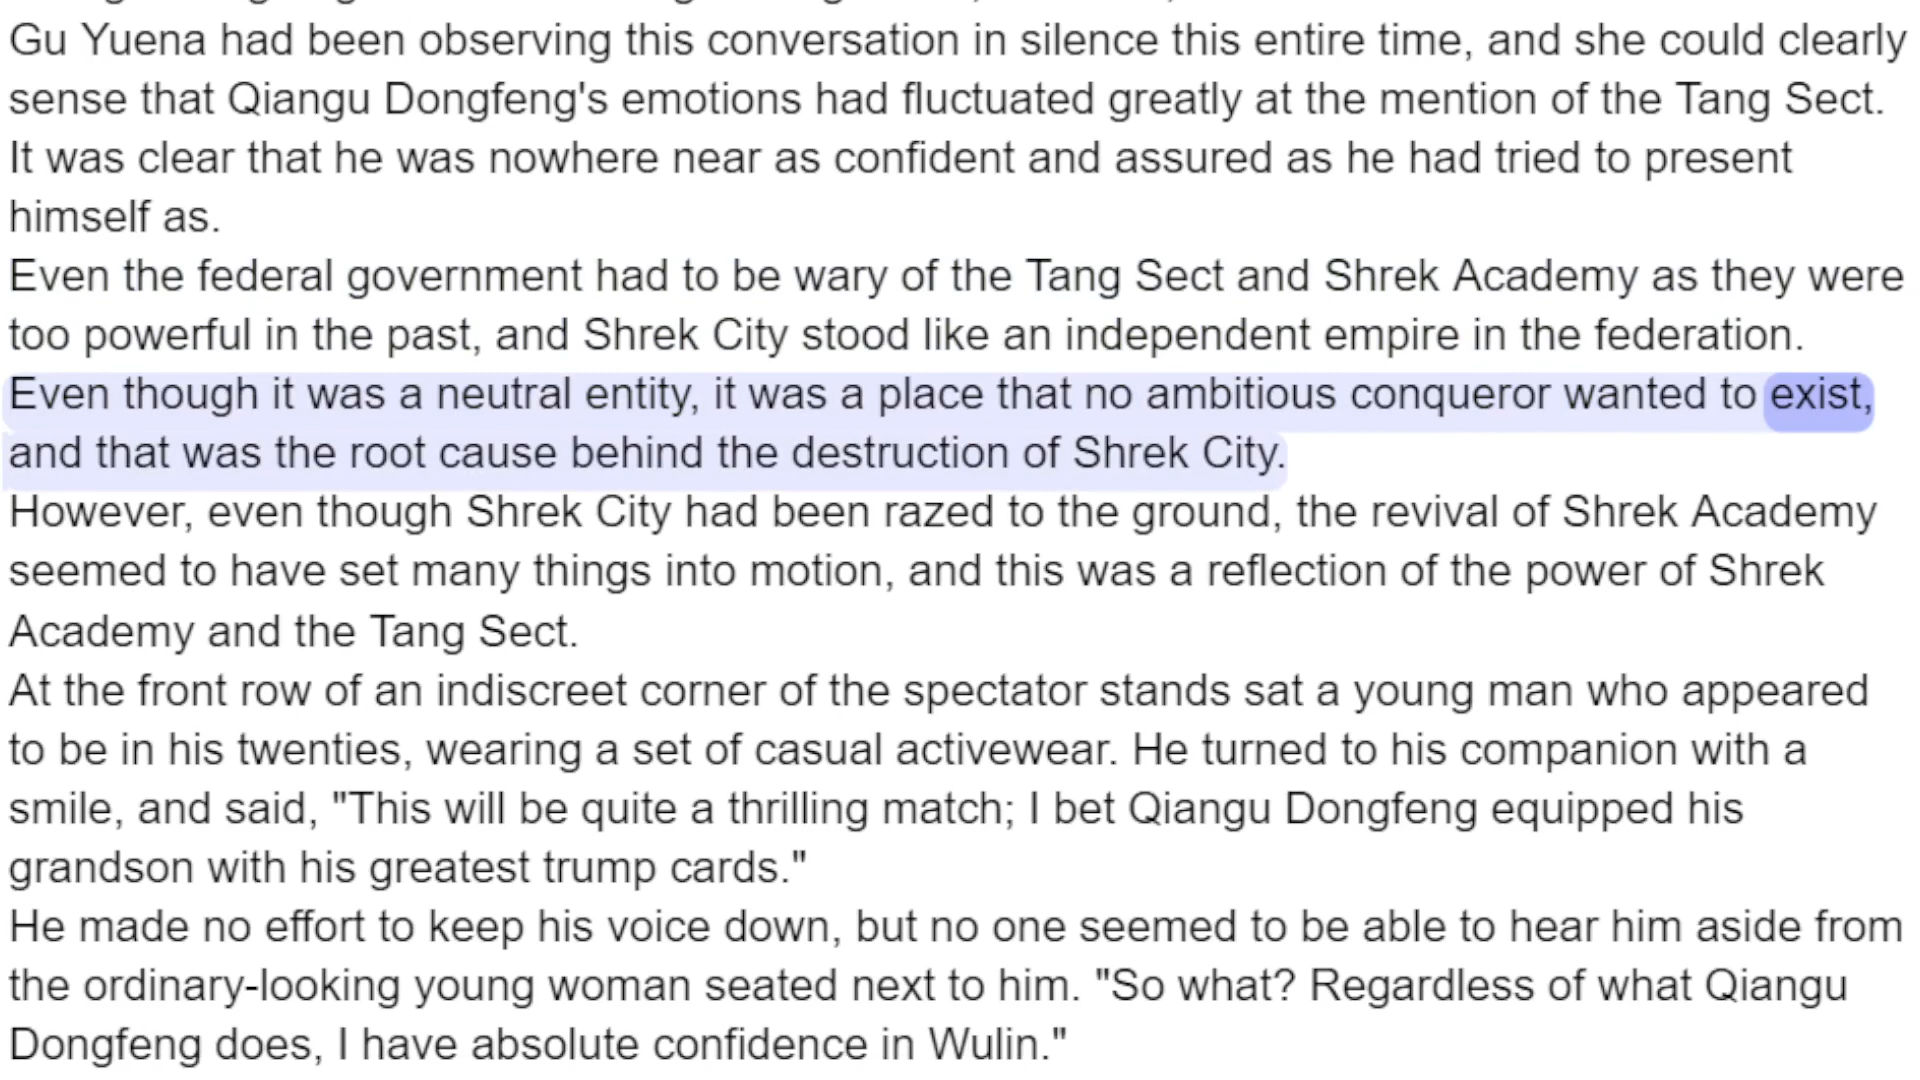 Gu Yuena had been observing this conversation in silence this entire time, and she could clearly
sense that Qiangu Dongfeng's emotions had fluctuated greatly at the mention of the Tang Sect.
It was clear that he was nowhere near as confident and assured as he had tried to present
himself as.
Even the federal government had to be wary of the Tang Sect and Shrek Academy as they were
too powerful in the past, and Shrek City stood like an independent empire in the federation.
Even though it was a neutral entity, it was a place that no ambitious conqueror wanted to exist,
and that was the root cause behind the destruction of Shrek City.
However, even though Shrek City had been razed to the ground, the revival of Shrek Academy
seemed to have set many things into motion, and this was a reflection of the power of Shrek
Academy and the Tang Sect.
At the front row of an indiscreet corner of the spectator stands sat a young man who appeared
to be in his twenties, wearing a set of casual activewear. He turned to his companion with a
smile, and said, "This will be quite a thrilling match; I bet Qiangu Dongfeng equipped his
grandson with his greatest trump cards."
He made no effort to keep his voice down, but no one seemed to be able to hear him aside from
the ordinary-looking young woman seated next to him. "So what? Regardless of what Qiangu
Dongfeng does, I have absolute confidence in Wulin."